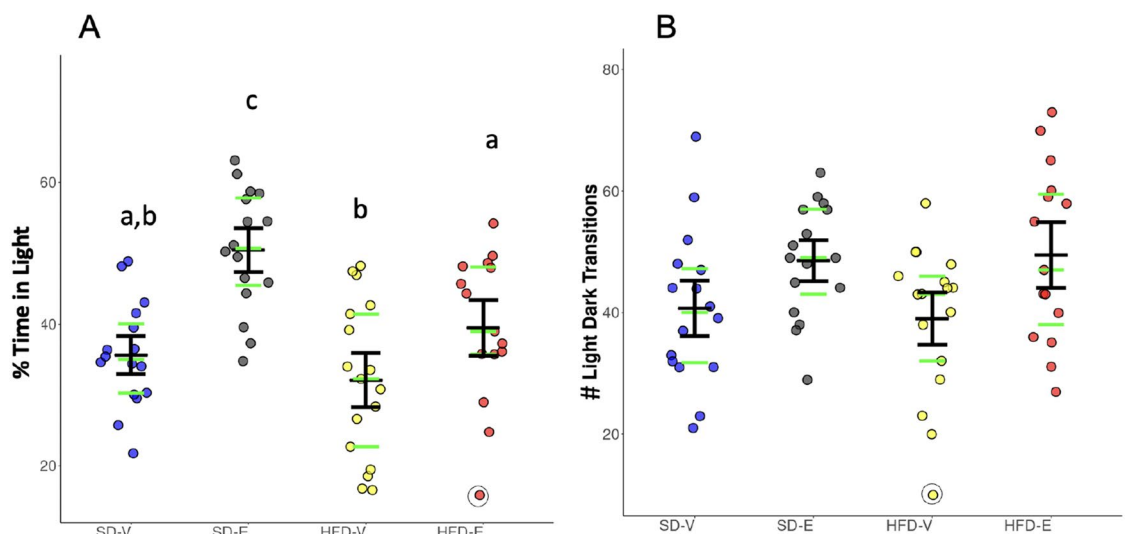 A
% Time in Light
60
40
20
a,b
c
b
a
SD-V SD-E HFD-V HFD-E
B
# Light Dark Transitions
80
60
40
20
SD-V SD-E HFD-V HFD-E